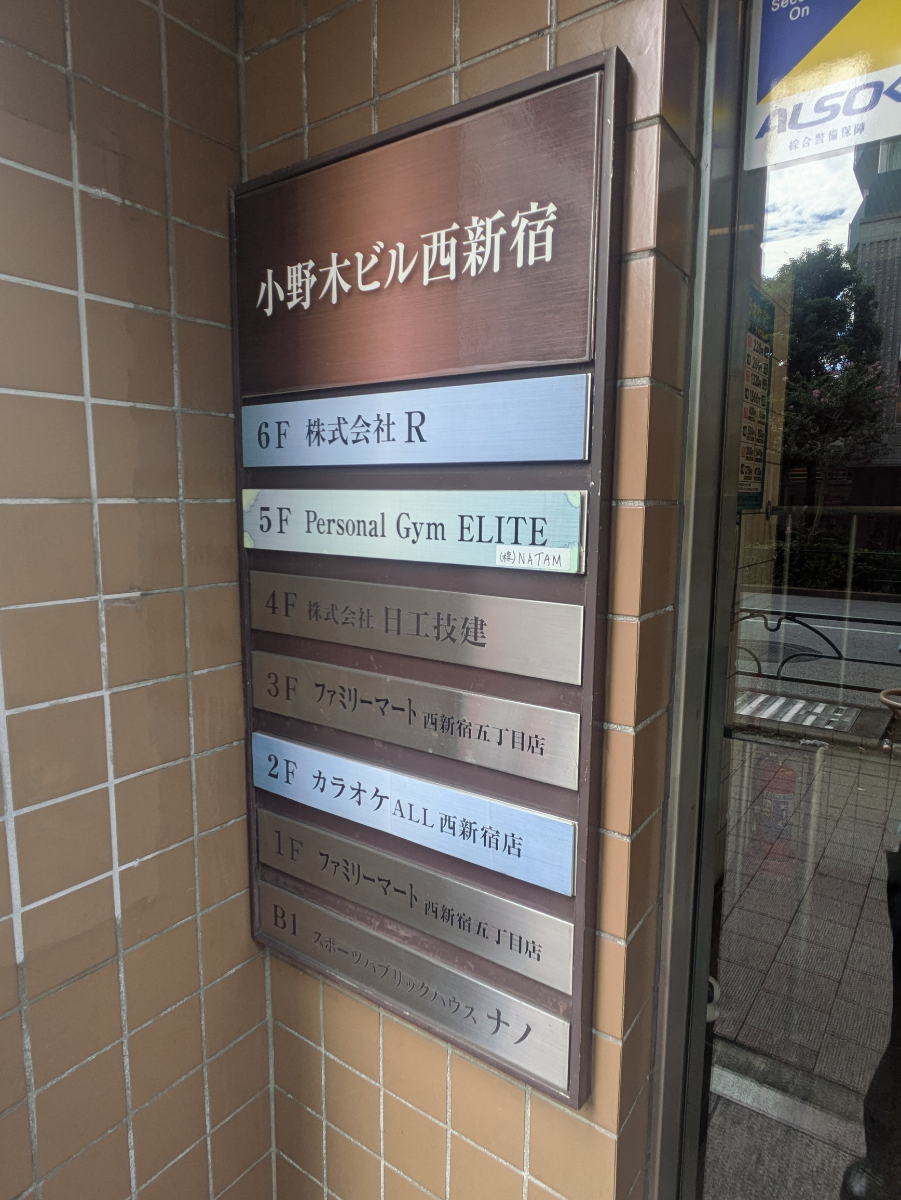 小野木ビル西新宿
6F 株式会社 R
5F Personal Gym ELITE
(株)NATAM
4F 株式会社 日工技建
3F ファミリーマート 西新宿五丁目店
2F カラオケALL西新宿店
1F ファミリーマート 西新宿五丁目店
B1 スポーツパブリックハウス ナノ
On
ALSOK
綜合警備保障